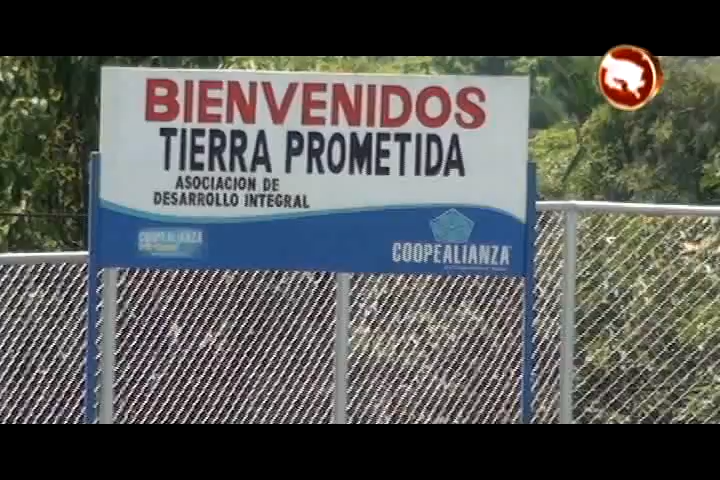 BIENVENIDOS
TIERRA PROMETIDA
ASOCIACION DE
DESARROLLO INTEGRAL
COOPEALIANZA
COOPEALIANZA